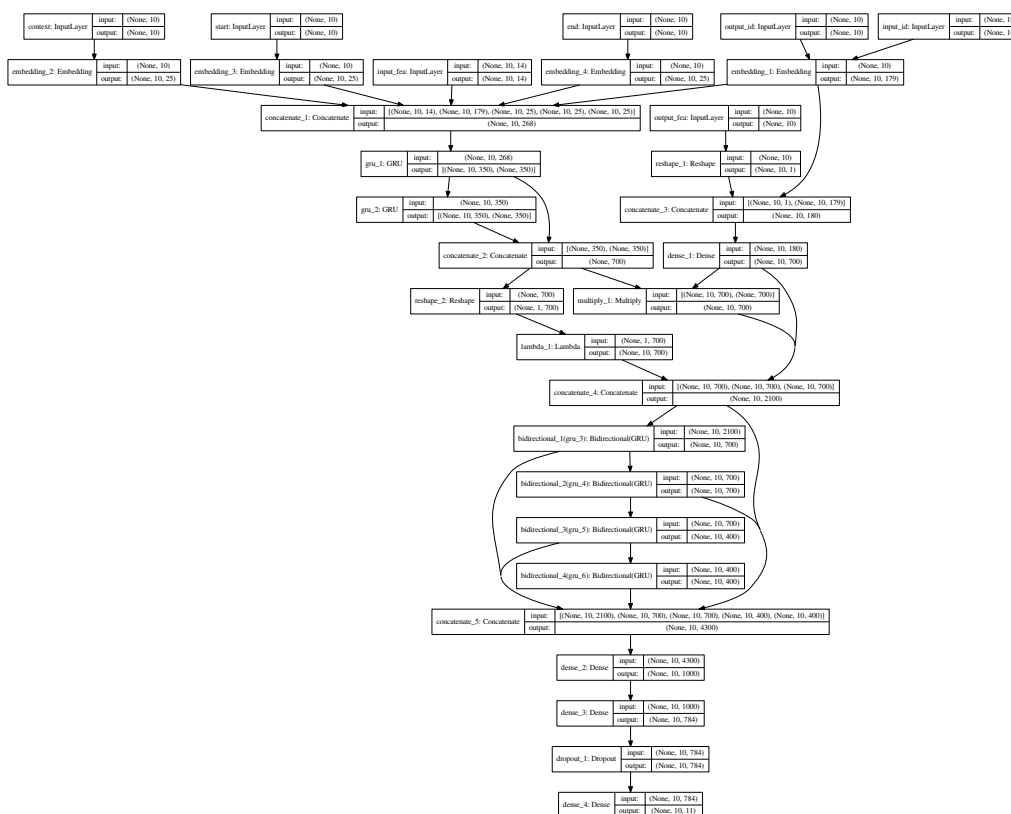 context: InputLayer input: (None, 10)
output: (None, 10)
start: InputLayer input: (None, 10)
output: (None, 10)
end: InputLayer input: (None, 10)
output: (None, 10)
output_id: InputLayer input: (None, 10)
output: (None, 10)
input_id: InputLayer input:
output:
embedding_2: Embedding input: (None, 10)
output: (None, 10, 25)
embedding_3: Embedding input: (None, 10)
output: (None, 10, 25)
input_fea: InputLayer input: (None, 10, 14)
output: (None, 10, 14)
embedding_4: Embedding input: (None, 10)
output: (None, 10, 25)
embedding_1: Embedding input: (None, 10)
output: (None, 10, 179)
concatenate_1: Concatenate input: [(None, 10, 14), (None, 10, 179), (None, 10, 25), (None, 10, 25), (None, 10, 25)]
output: (None, 10, 268)
output_fea: InputLayer input: (None, 10)
output: (None, 10)
gru_1: GRU input: (None, 10, 268)
output: [(None, 10, 350), (None, 350)]
reshape_1: Reshape input: (None, 10)
output: (None, 10, 1)
gru_2: GRU input: (None, 10, 350)
output: [(None, 10, 350), (None, 350)]
concatenate_3: Concatenate input: [(None, 10, 1), (None, 10, 179)]
output: (None, 10, 180)
concatenate_2: Concatenate input: [(None, 350), (None, 350)]
output: (None, 700)
dense_1: Dense input: (None, 10, 180)
output: (None, 10, 700)
reshape_2: Reshape input: (None, 700)
output: (None, 1, 700)
multiply_1: Multiply input: [(None, 10, 700), (None, 700)]
output: (None, 10, 700)
lambda_1: Lambda input: (None, 1, 700)
output: (None, 10, 700)
concatenate_4: Concatenate input: [(None, 10, 700), (None, 10, 700), (None, 10, 700)]
output: (None, 10, 2100)
bidirectional_1(gru_3): Bidirectional(GRU) input: (None, 10, 2100)
output: (None, 10, 700)
bidirectional_2(gru_4): Bidirectional(GRU) input: (None, 10, 700)
output: (None, 10, 700)
bidirectional_3(gru_5): Bidirectional(GRU) input: (None, 10, 700)
output: (None, 10, 400)
bidirectional_4(gru_6): Bidirectional(GRU) input: (None, 10, 400)
output: (None, 10, 400)
concatenate_5: Concatenate input: [(None, 10, 2100), (None, 10, 700), (None, 10, 700), (None, 10, 400), (None, 10, 400)]
output: (None, 10, 4300)
dense_2: Dense input: (None, 10, 4300)
output: (None, 10, 1000)
dense_3: Dense input: (None, 10, 1000)
output: (None, 10, 784)
dropout_1: Dropout input: (None, 10, 784)
output: (None, 10, 784)
dense_4: Dense input: (None, 10, 784)
output: (None, 10, 11)